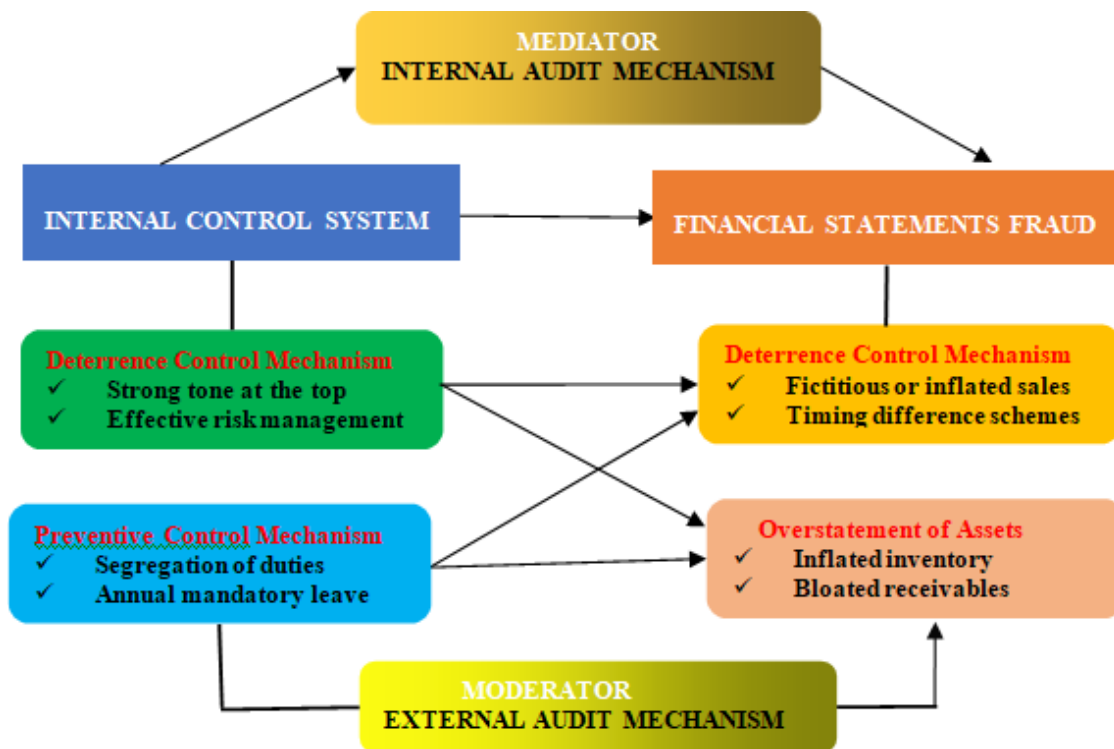 MEDIATOR
INTERNAL AUDIT MECHANISM
INTERNAL CONTROL SYSTEM
FINANCIAL STATEMENTS FRAUD
Deterrence Control Mechanism
✓ Strong tone at the top
✓ Effective risk management
Deterrence Control Mechanism
✓ Fictitious or inflated sales
✓ Timing difference schemes
Preventive Control Mechanism
✓ Segregation of duties
✓ Annual mandatory leave
Overstatement of Assets
✓ Inflated inventory
✓ Bloated receivables
MODERATOR
EXTERNAL AUDIT MECHANISM